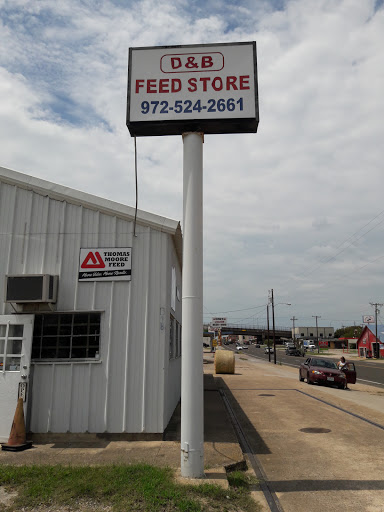 D&B
FEED STORE
972-524-2661
THOMAS
MOORE
FEED